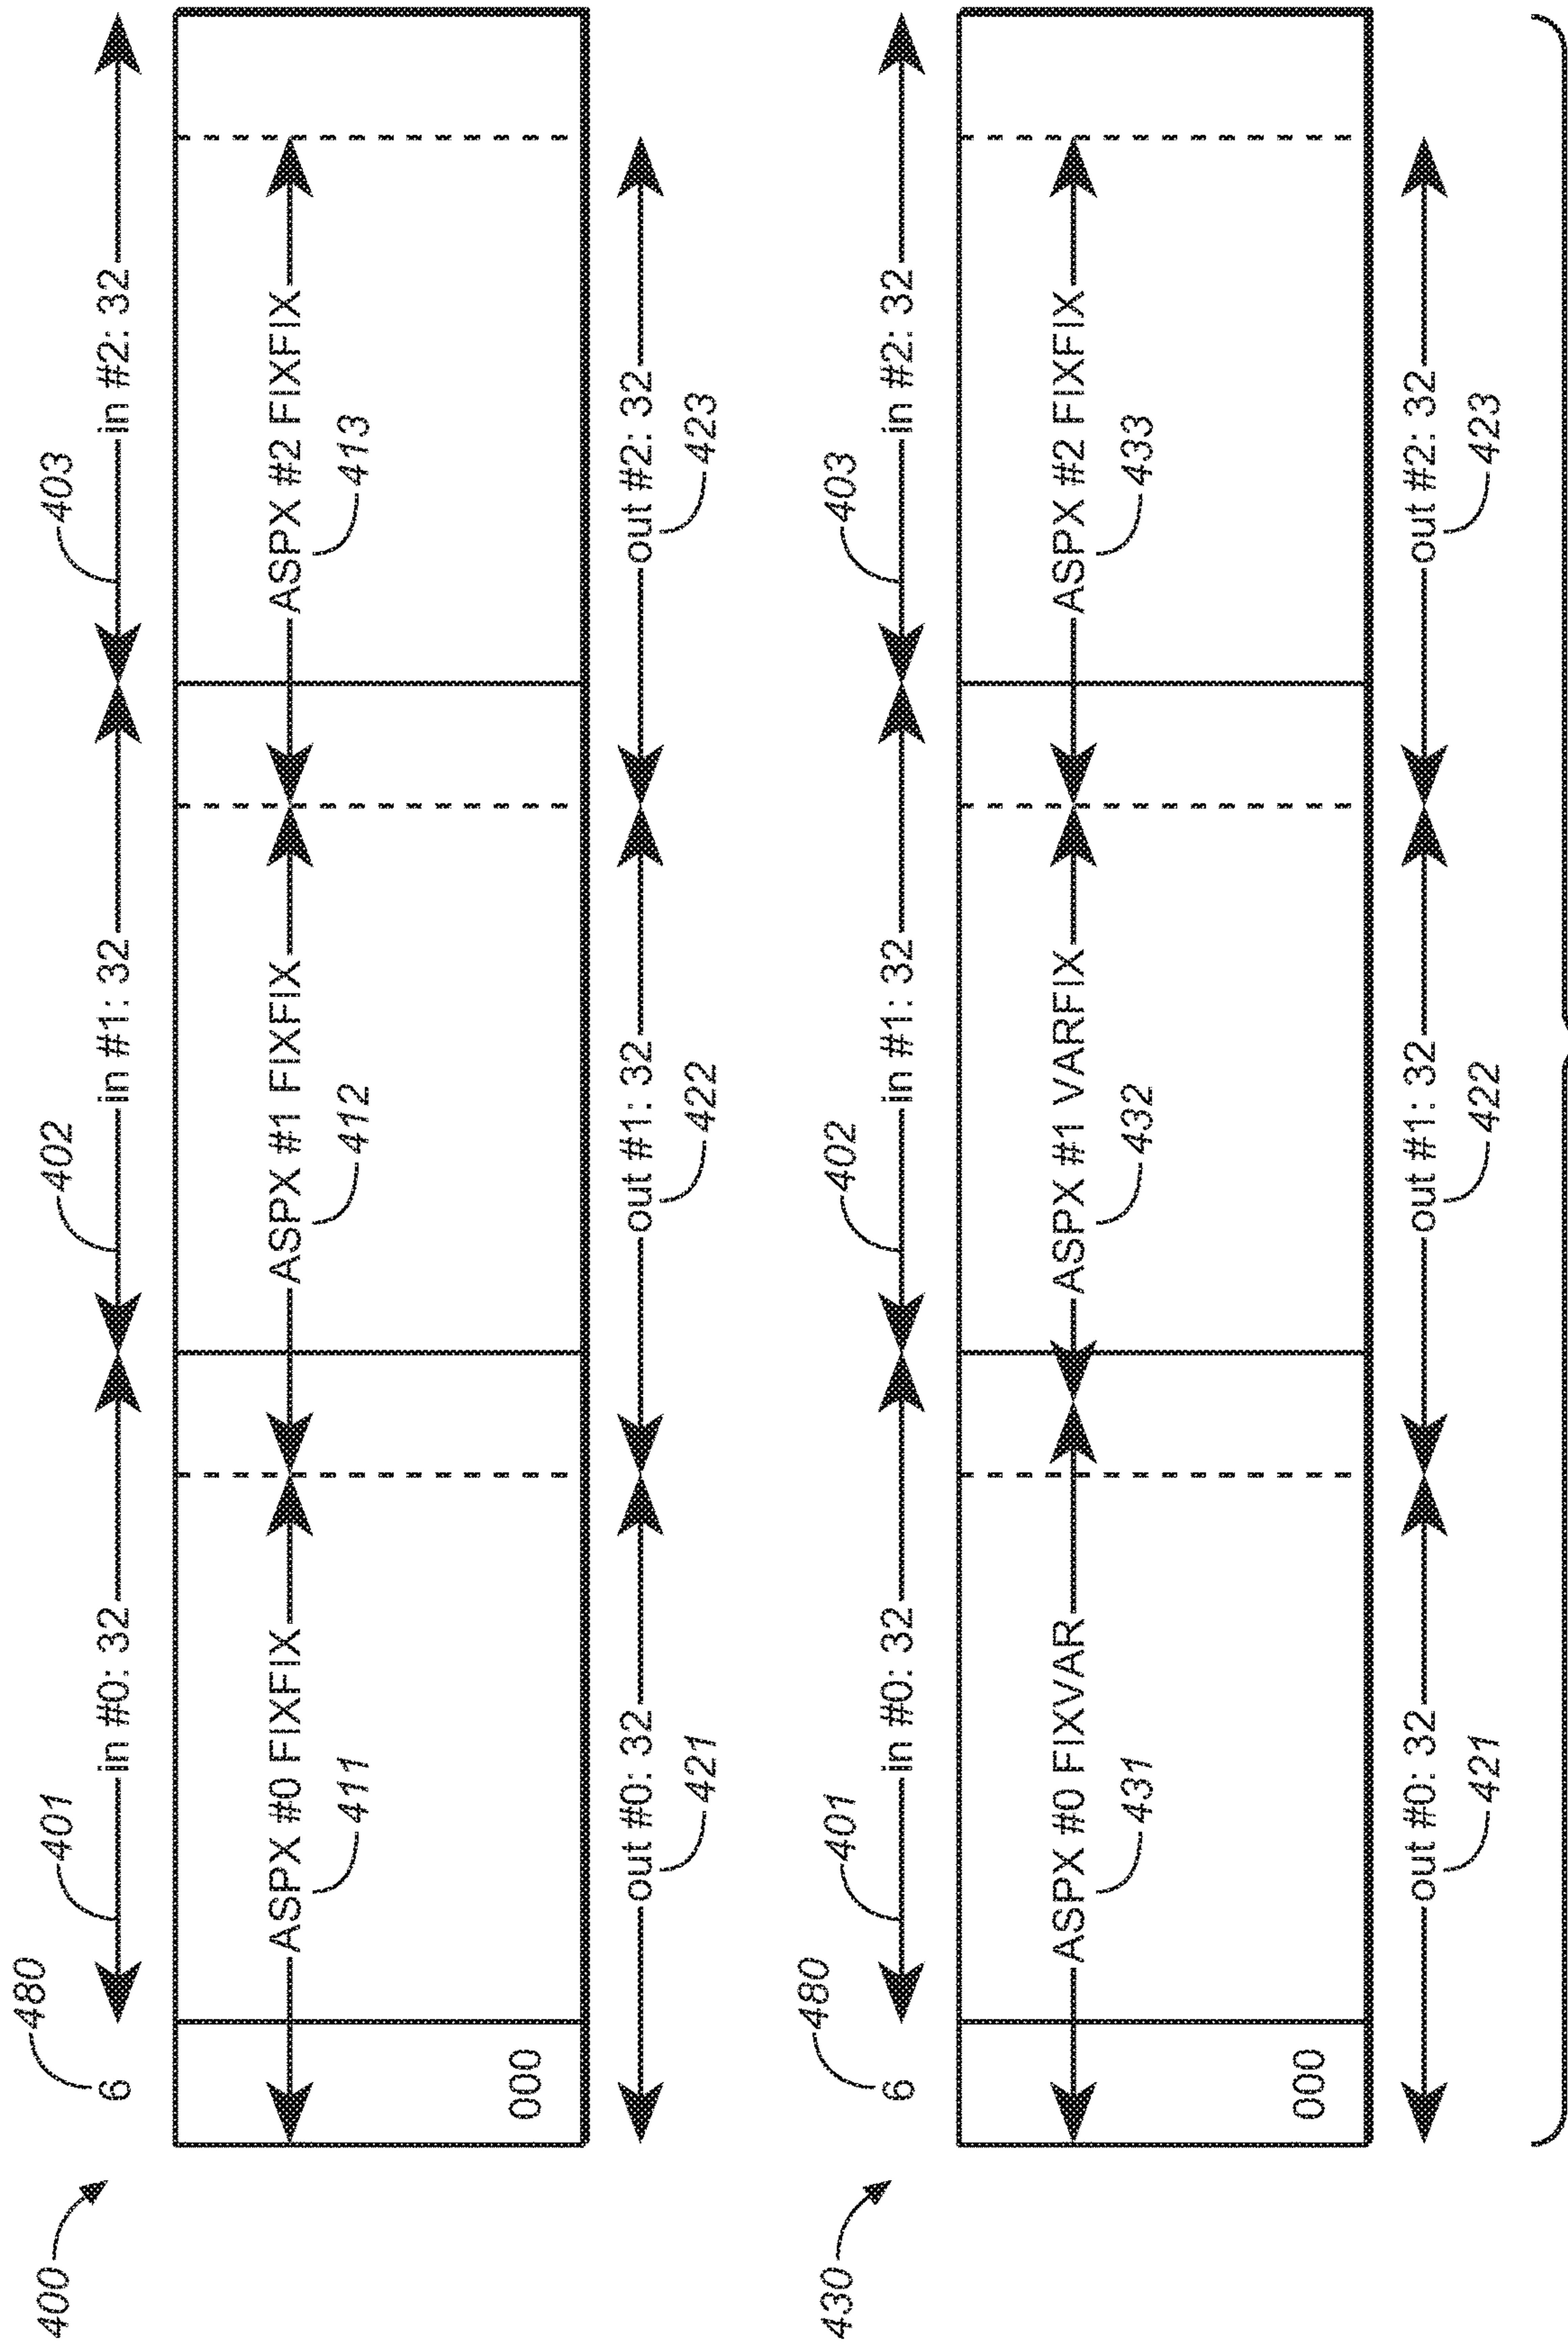 400
480
401
402
403
6
in #0: 32
in #1: 32
in #2: 32
ASPX #0 FIXFIX
ASPX #1 FIXFIX
ASPX #2 FIXFIX
411
412
413
000
out #0: 32
out #1: 32
out #2: 32
421
422
423
430
480
401
402
403
6
in #0: 32
in #1: 32
in #2: 32
ASPX #0 FIXVAR
ASPX #1 VARFIX
ASPX #2 FIXFIX
431
432
433
000
out #0: 32
out #1: 32
out #2: 32
421
422
423